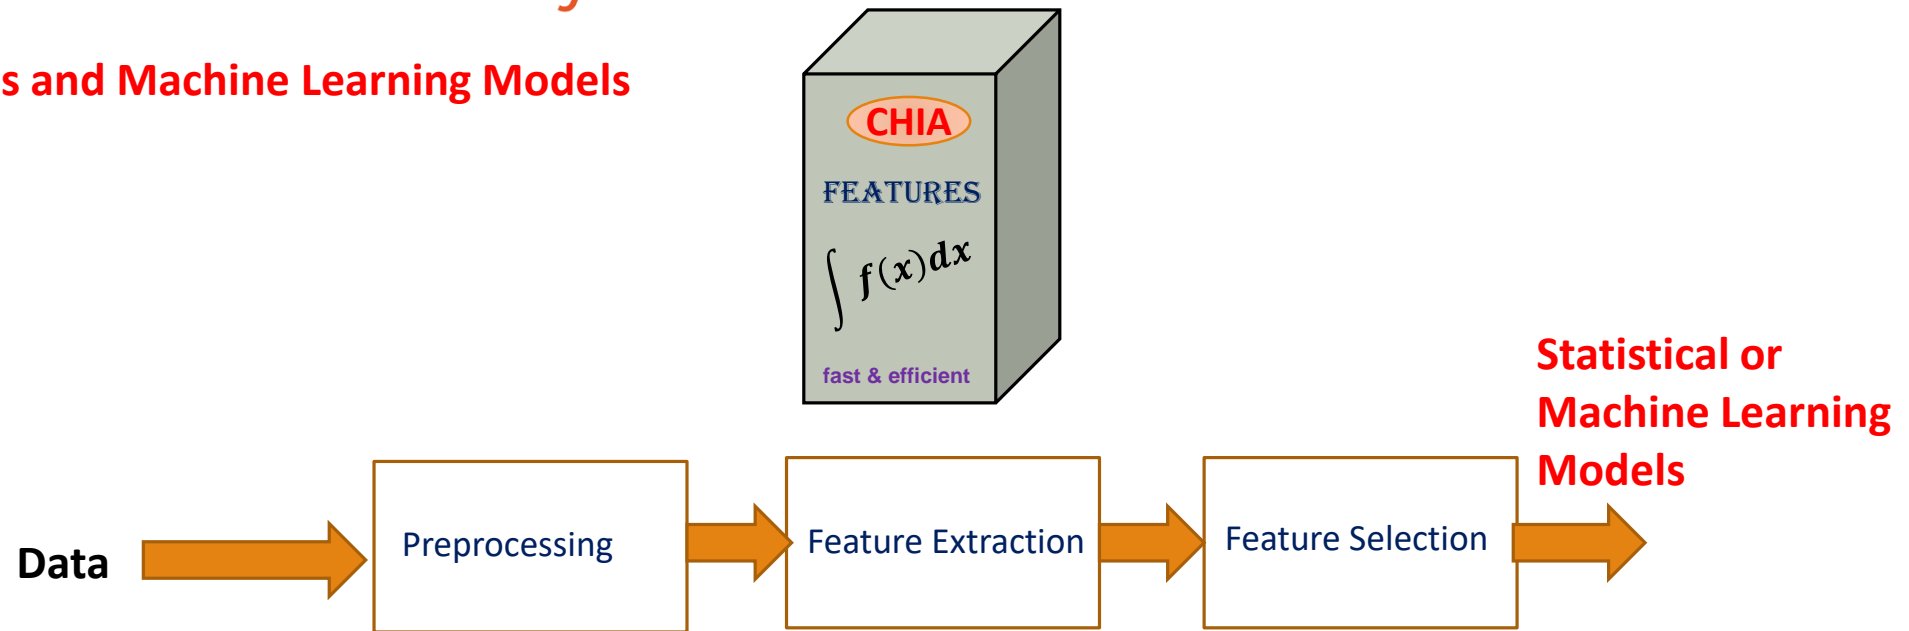 s and Machine Learning Models
CHIA
FEATURES
∫ f(x)dx
fast & efficient
Statistical or
Machine Learning
Models
Data
Preprocessing
Feature Extraction
Feature Selection